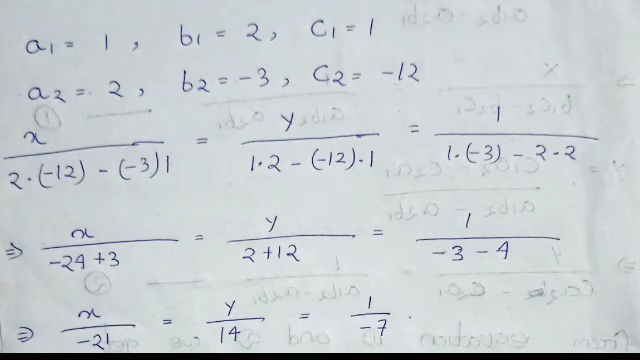 a₁ = 1, b₁ = 2, C₁ = 1
a₂ = 2, b₂ = -3, C₂ = -12
x / (2·(-12) - (-3)1) = y / (1·2 - (-12)·1) = 1 / (1·(-3) - 2·2)
⇒ x / (-24+3) = y / (2+12) = 1 / (-3-4)
⇒ x / -21 = y / 14 = 1 / -7.